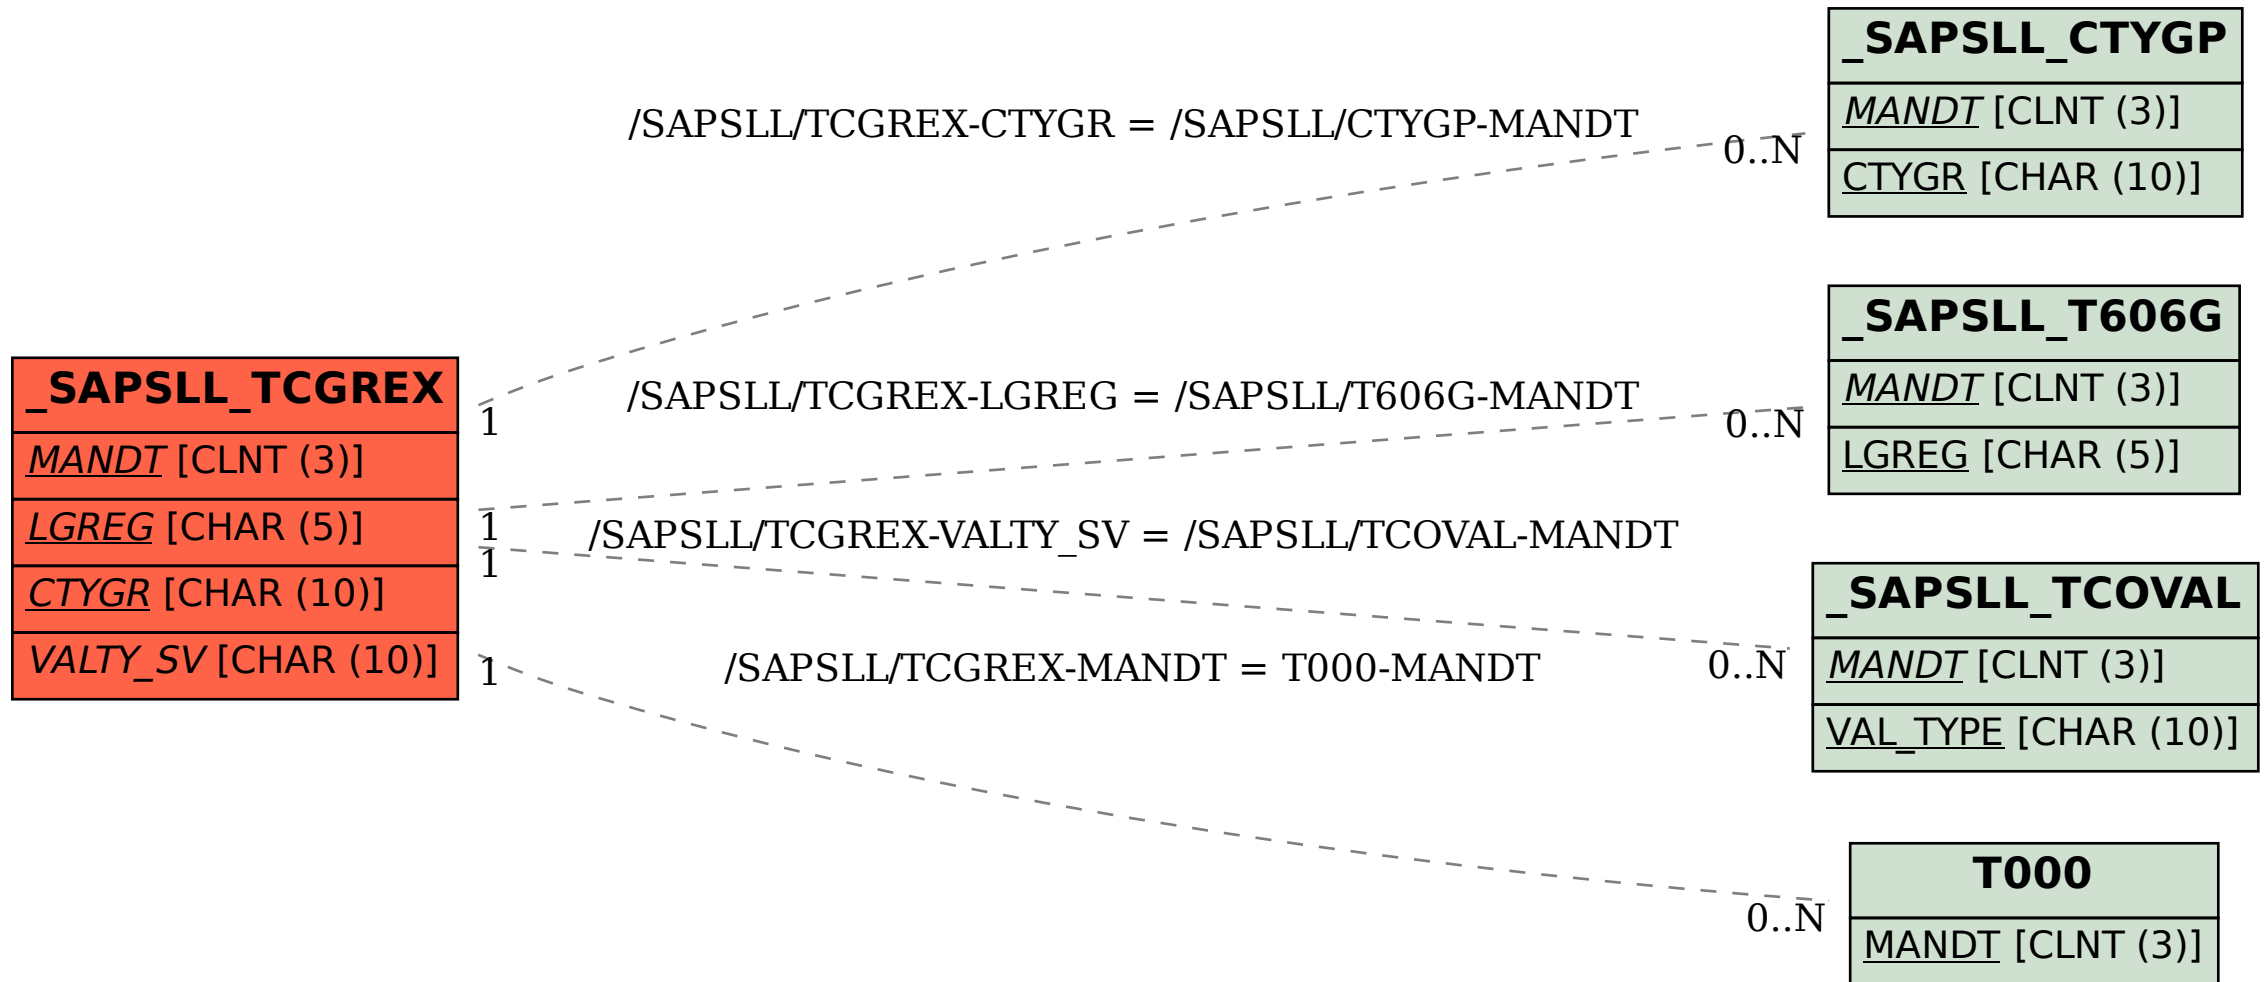 _SAPSLL_CTYGP
MANDT [CLNT (3)]
CTYGR [CHAR (10)]
/SAPSLL/TCGREX-CTYGR = /SAPSLL/CTYGP-MANDT
0..N
_SAPSLL_T606G
MANDT [CLNT (3)]
LGREG [CHAR (5)]
_SAPSLL_TCGREX
MANDT [CLNT (3)]
LGREG [CHAR (5)]
CTYGR [CHAR (10)]
VALTY_SV [CHAR (10)]
1
/SAPSLL/TCGREX-LGREG = /SAPSLL/T606G-MANDT
0..N
1
1
/SAPSLL/TCGREX-VALTY_SV = /SAPSLL/TCOVAL-MANDT
0..N
_SAPSLL_TCOVAL
MANDT [CLNT (3)]
VAL_TYPE [CHAR (10)]
1
/SAPSLL/TCGREX-MANDT = T000-MANDT
0..N
T000
MANDT [CLNT (3)]